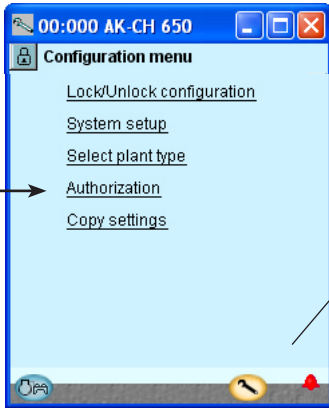 00:000 AK-CH 650
Configuration menu
Lock/Unlock configuration
System setup
Select plant type
Authorization
Copy settings